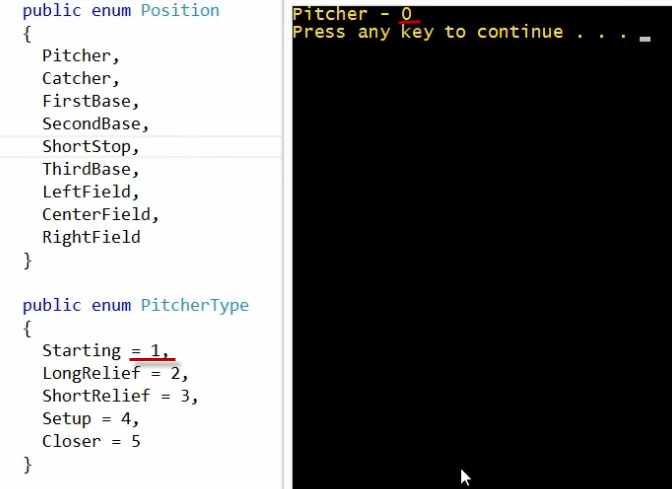 public enum Position
{
Pitcher,
Catcher,
FirstBase,
SecondBase,
ShortStop,
ThirdBase,
LeftField,
CenterField,
RightField
}
public enum PitcherType
{
Starting = 1,
LongRelief = 2,
ShortRelief = 3,
Setup = 4,
Closer = 5
}
Pitcher - 0
Press any key to continue . . . _